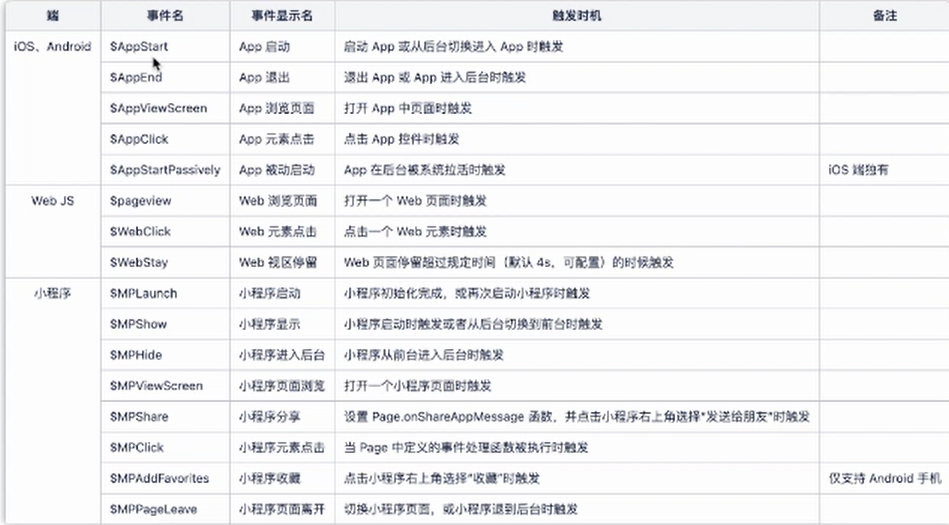 端 事件名 事件显示名 触发时机 备注
iOS、Android $AppStart App 启动 启动 App 或从后台切换进入 App 时触发
$AppEnd App 退出 退出 App 或 App 进入后台时触发
$AppViewScreen App 浏览页面 打开 App 中页面时触发
$AppClick App 元素点击 点击 App 控件时触发
$AppStartPassively App 被动启动 App 在后台被系统拉活时触发 iOS 端独有
Web JS $pageview Web 浏览页面 打开一个 Web 页面时触发
$WebClick Web 元素点击 点击一个 Web 元素时触发
$WebStay Web 视区停留 Web 页面停留超过规定时间（默认 4s，可配置）的时候触发
小程序 $MPLaunch 小程序启动 小程序初始化完成，或再次启动小程序时触发
$MPShow 小程序显示 小程序启动时触发或者从后台切换到前台时触发
$MPHide 小程序进入后台 小程序从前台进入后台时触发
$MPViewScreen 小程序页面浏览 打开一个小程序页面时触发
$MPShare 小程序分享 设置 Page.onShareAppMessage 函数，并点击小程序右上角选择“发送给朋友”时触发
$MPClick 小程序元素点击 当 Page 中定义的事件处理函数被执行时触发
$MPAddFavorites 小程序收藏 点击小程序右上角选择“收藏”时触发 仅支持 Android 手机
$MPPageLeave 小程序页面离开 切换小程序页面，或小程序退到后台时触发